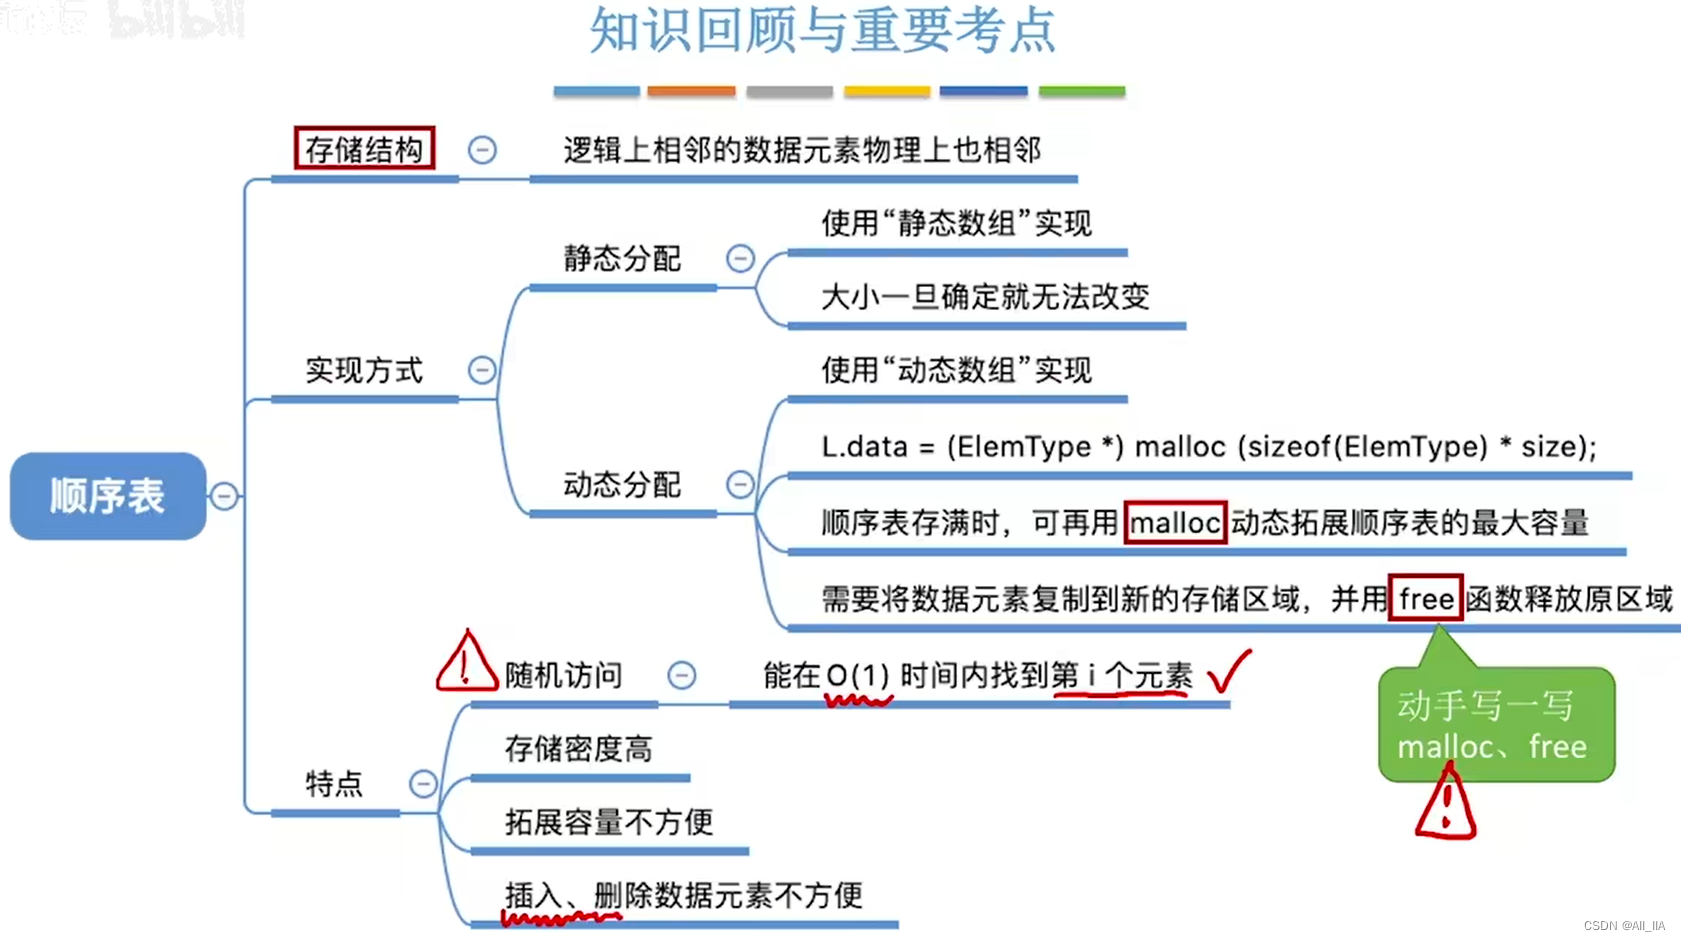 知识回顾与重要考点
存储结构
逻辑上相邻的数据元素物理上也相邻
使用“静态数组”实现
静态分配
大小一旦确定就无法改变
实现方式
使用“动态数组”实现
L.data = (ElemType *) malloc (sizeof(ElemType) * size);
动态分配
顺序表
顺序表存满时，可再用 malloc 动态拓展顺序表的最大容量
需要将数据元素复制到新的存储区域，并用 free 函数释放原区域
随机访问
能在 O(1) 时间内找到第 i 个元素
动手写一写
malloc、free
存储密度高
特点
拓展容量不方便
插入、删除数据元素不方便
bilibili
CSDN @All_IIA